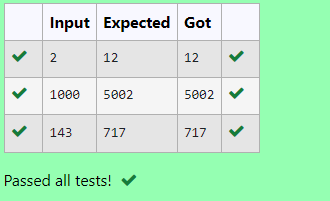 Input Expected Got
2 12 12
1000 5002 5002
143 717 717
Passed all tests!